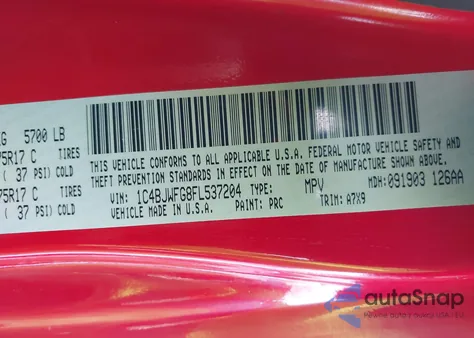 KG 5700 LB
75R17 C TIRES
( 37 PSI) COLD
75R17 C TIRES
( 37 PSI) COLD
THIS VEHICLE CONFORMS TO ALL APPLICABLE U.S.A. FEDERAL MOTOR VEHICLE SAFETY AND
THEFT PREVENTION STANDARDS IN EFFECT ON THE DATE OF MANUFACTURE SHOWN ABOVE.
VIN: 1C4BJWFG8FL537204 TYPE: MPV MDH: 091903 126AA
VEHICLE MADE IN U.S.A. PAINT: PRC TRIM: A7X9
autoSnap